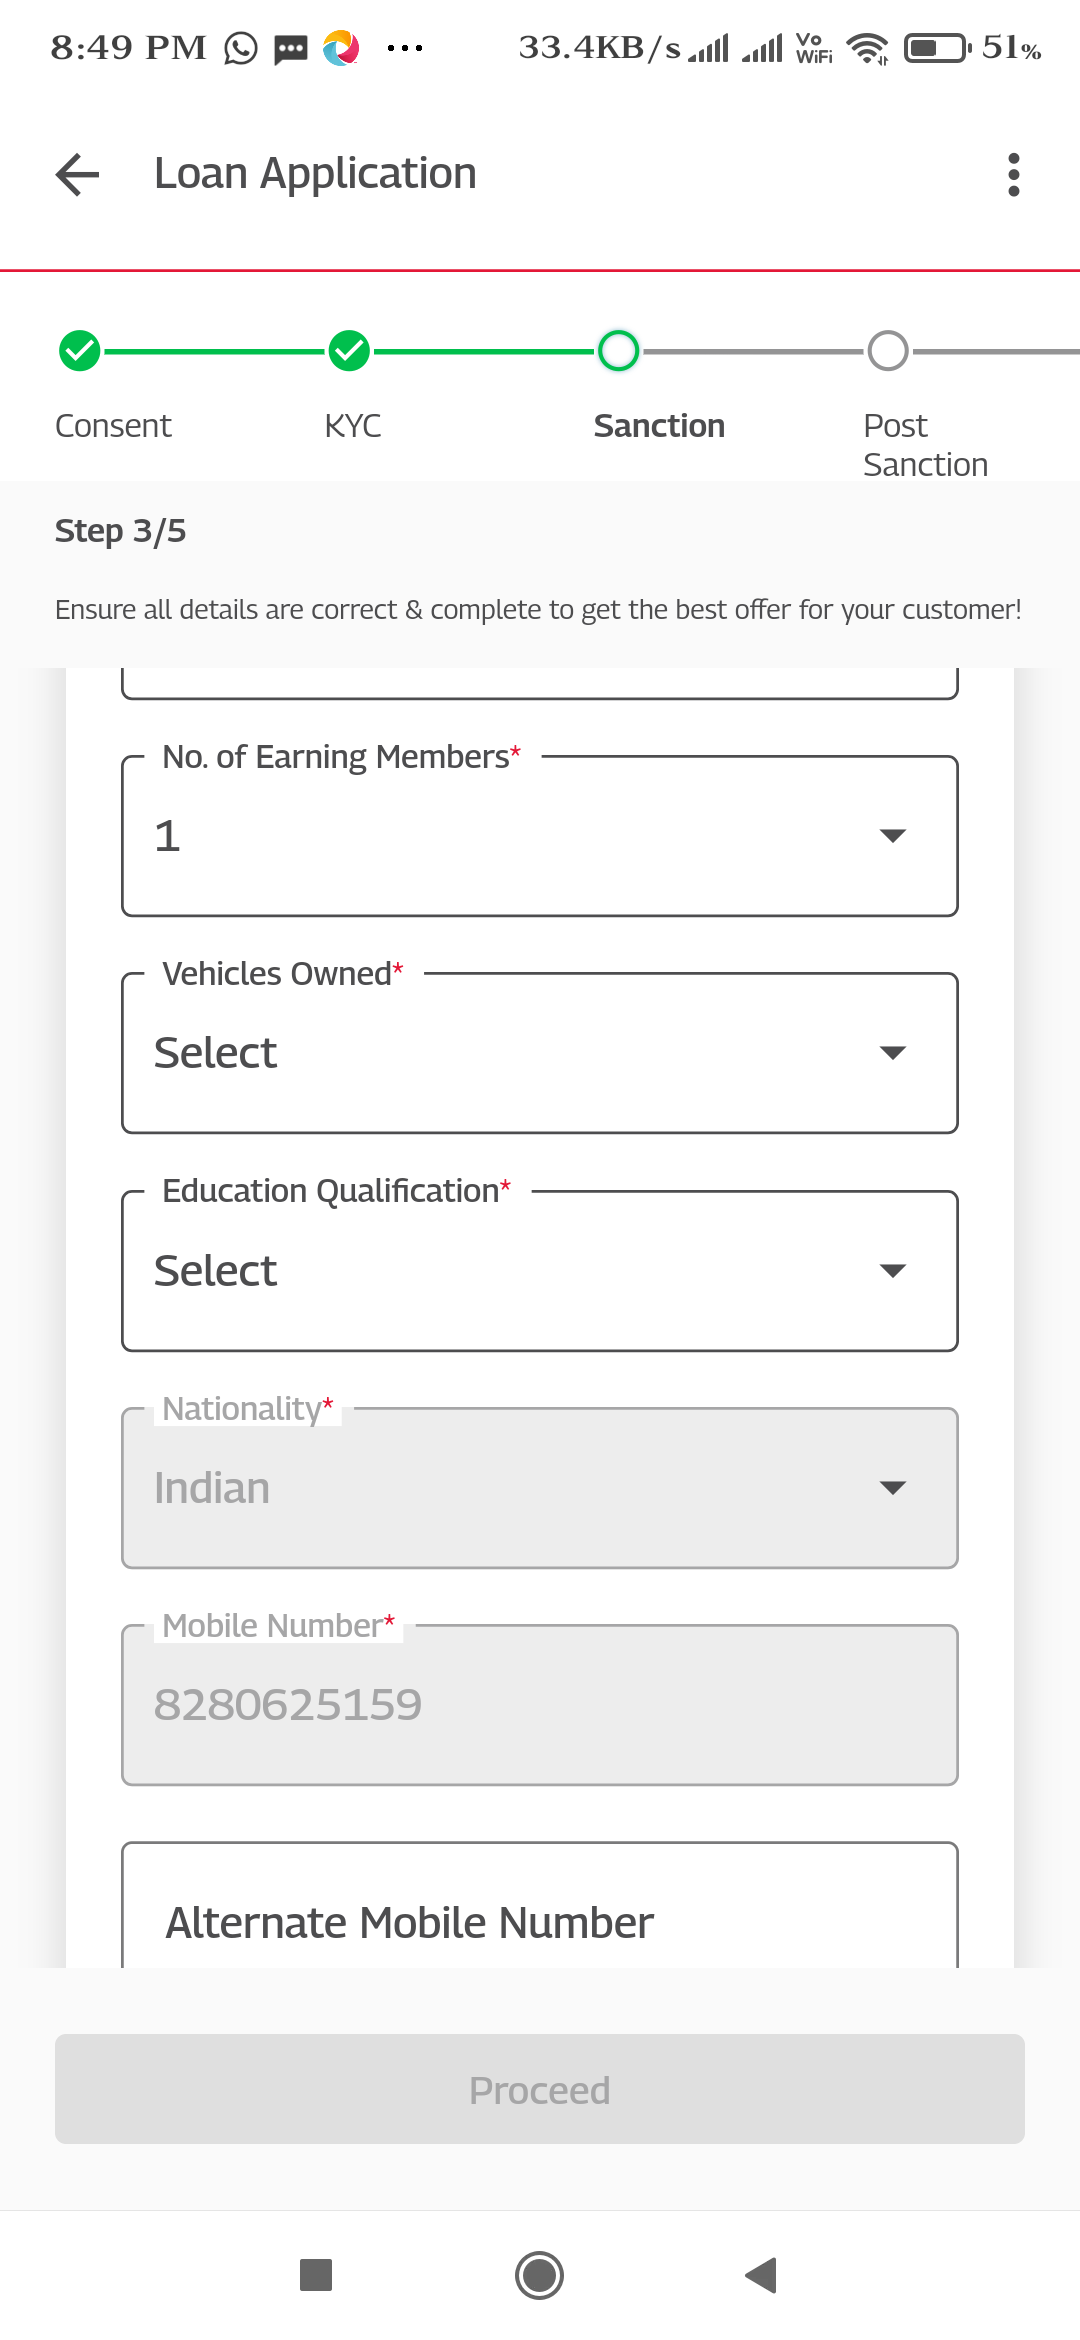 8:49 PM 33.4KB/s Vo WiFi 51%
Loan Application
Consent KYC Sanction Post Sanction
Step 3/5
Ensure all details are correct & complete to get the best offer for your customer!
No. of Earning Members*
1
Vehicles Owned*
Select
Education Qualification*
Select
Nationality*
Indian
Mobile Number*
8280625159
Alternate Mobile Number
Proceed